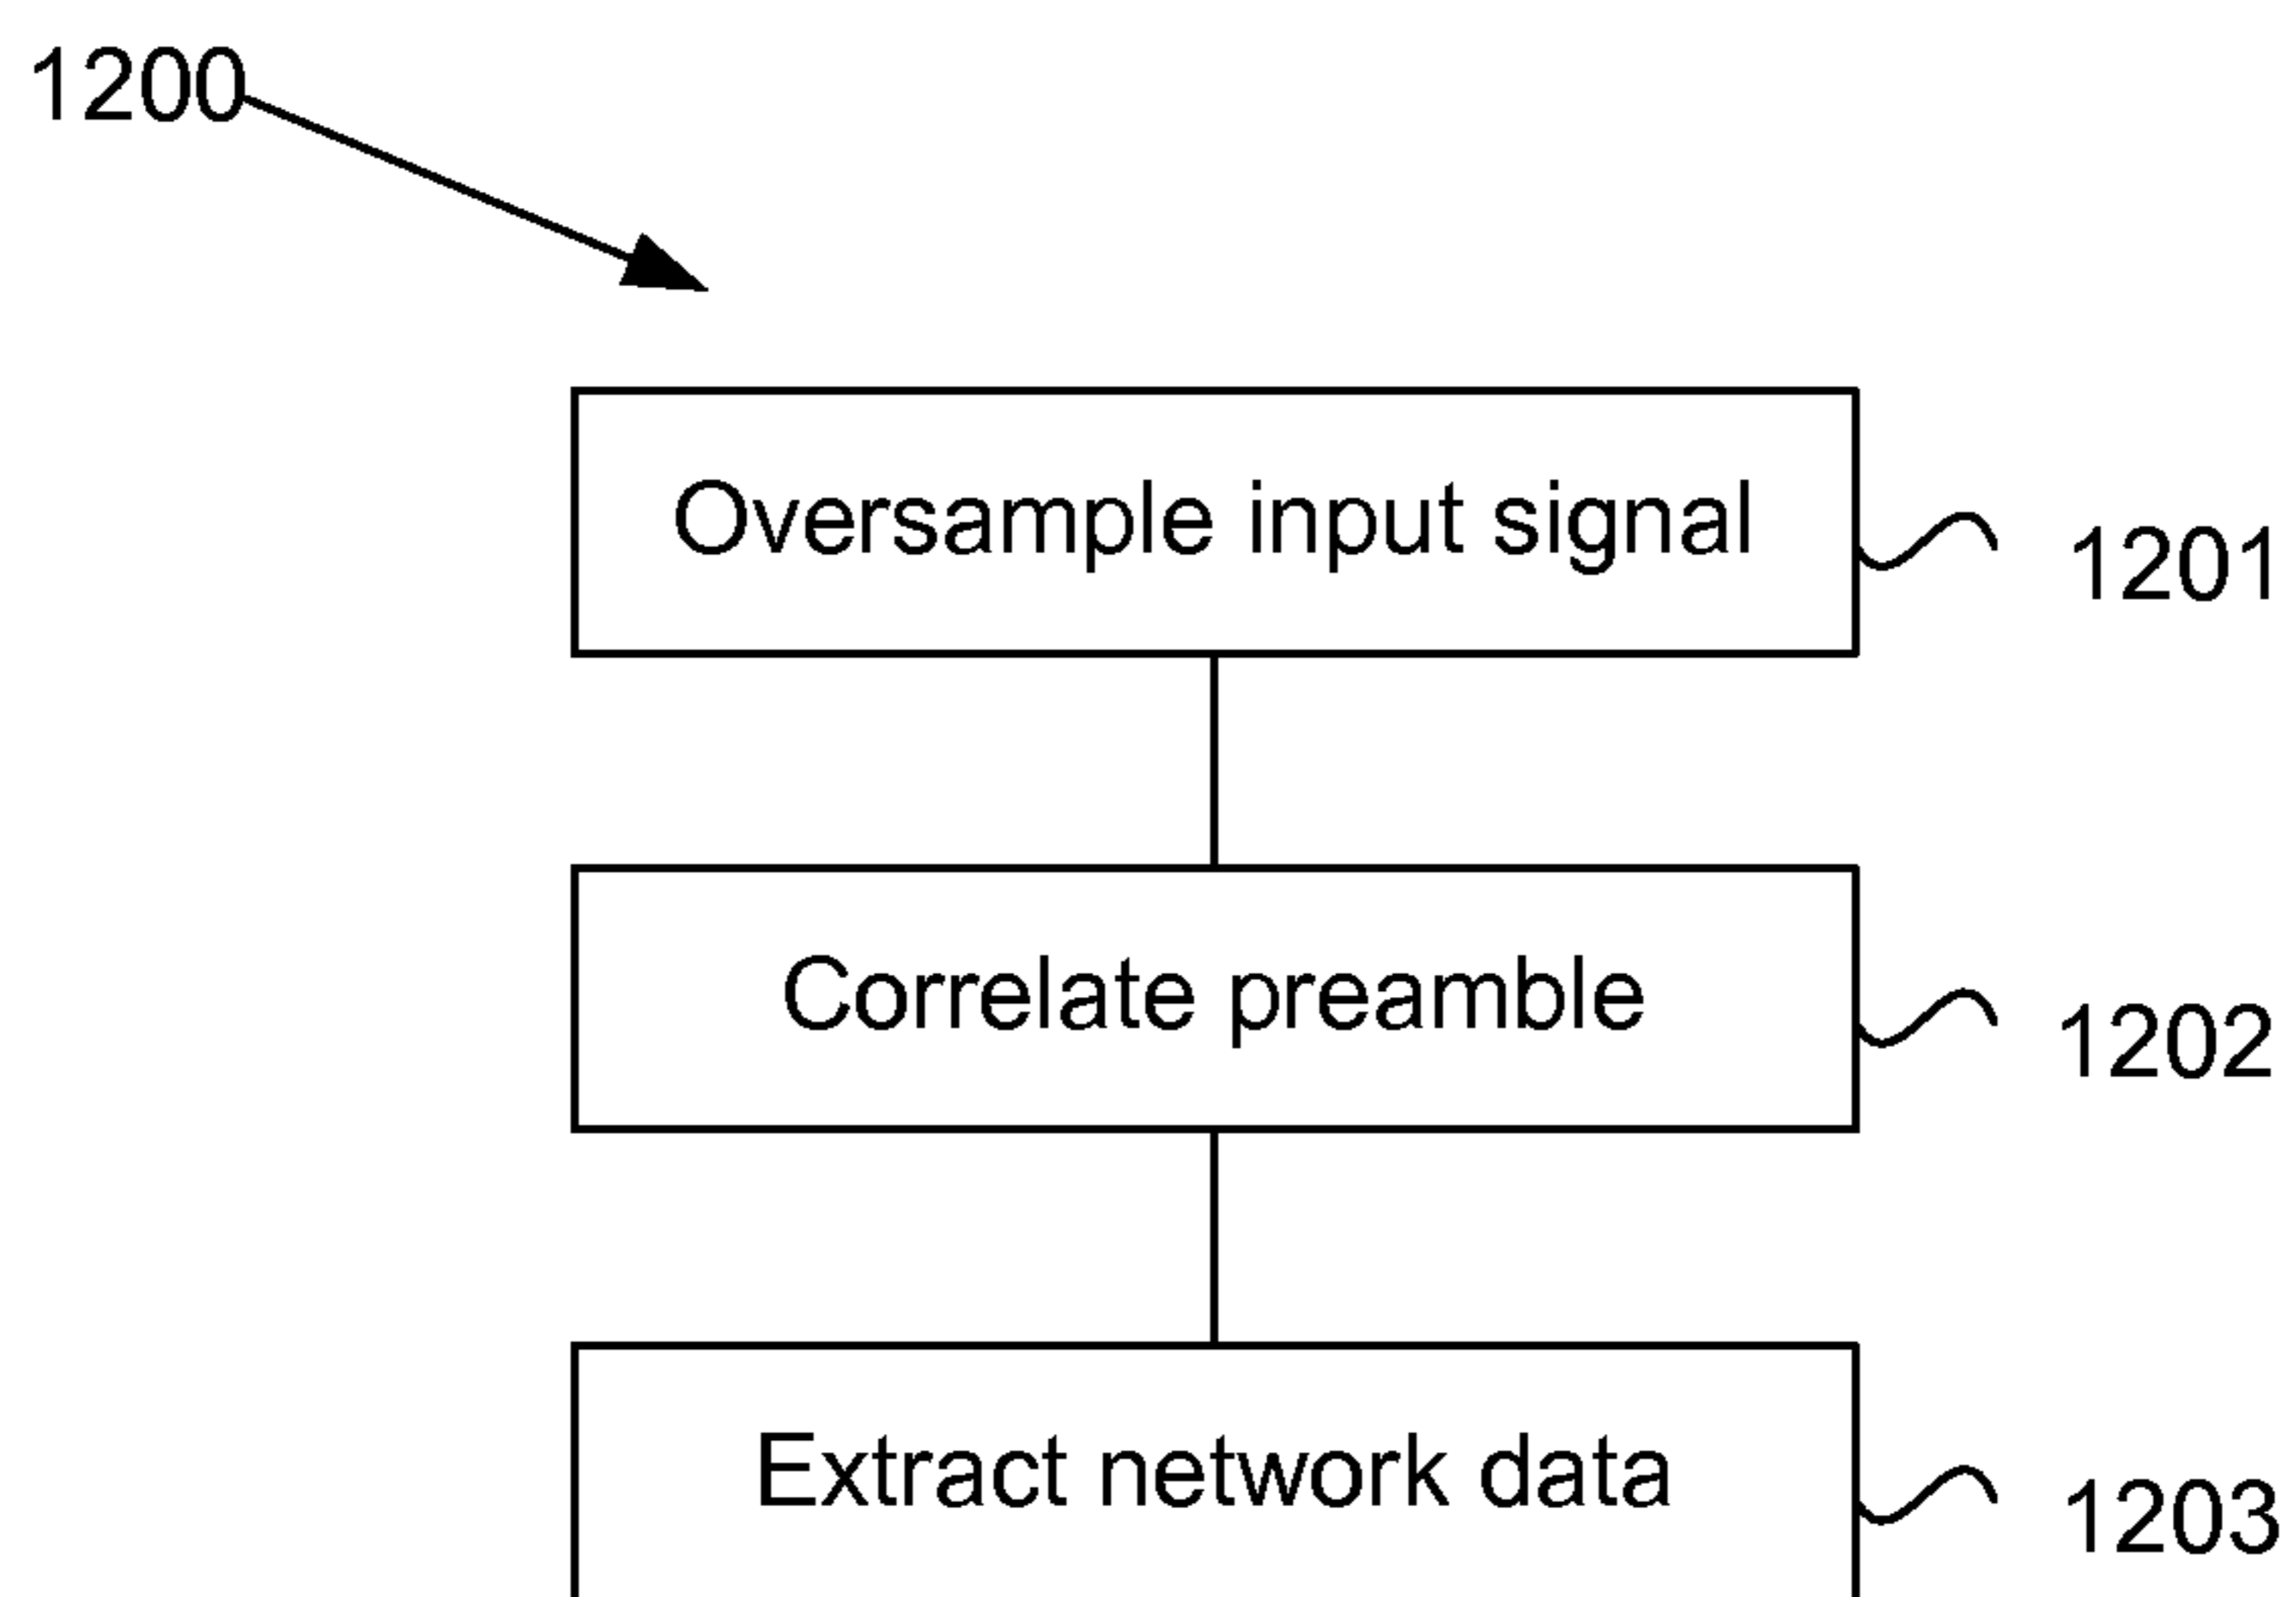 1200
Oversample input signal
1201
Correlate preamble
1202
Extract network data
1203